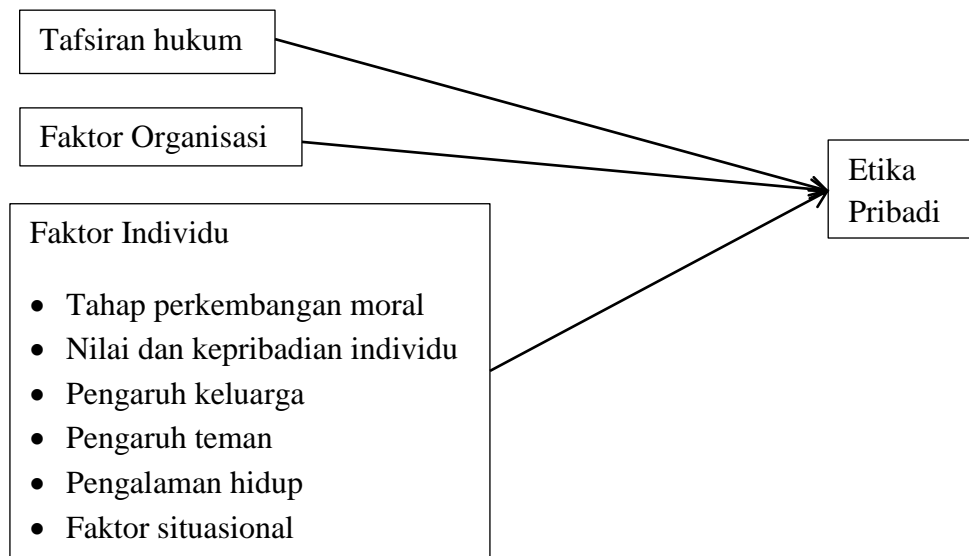 Tafsiran hukum
Faktor Organisasi
Etika
Pribadi
Faktor Individu
• Tahap perkembangan moral
• Nilai dan kepribadian individu
• Pengaruh keluarga
• Pengaruh teman
• Pengalaman hidup
• Faktor situasional